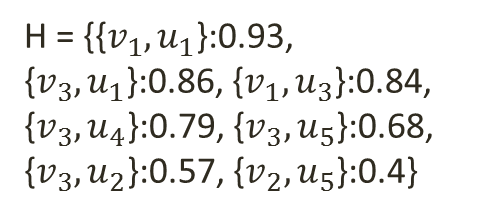 H = {{𝑣₁, 𝑢₁}:0.93,
{𝑣₃, 𝑢₁}:0.86, {𝑣₁, 𝑢₃}:0.84,
{𝑣₃, 𝑢₄}:0.79, {𝑣₃, 𝑢₅}:0.68,
{𝑣₃, 𝑢₂}:0.57, {𝑣₂, 𝑢₅}:0.4}